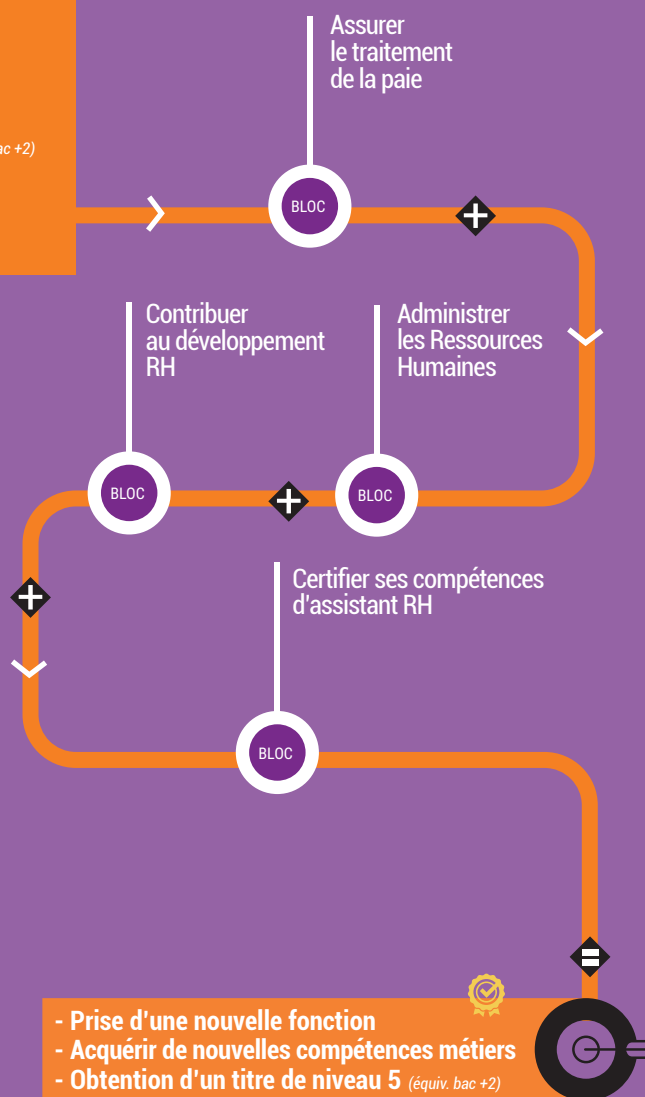 Assurer
le traitement
de la paie
bac +2)
BLOC
Administrer
les Ressources
Humaines
BLOC
Contribuer
au développement
RH
BLOC
Certifier ses compétences
d'assistant RH
BLOC
- Prise d'une nouvelle fonction
- Acquérir de nouvelles compétences métiers
- Obtention d'un titre de niveau 5 (équiv. bac +2)